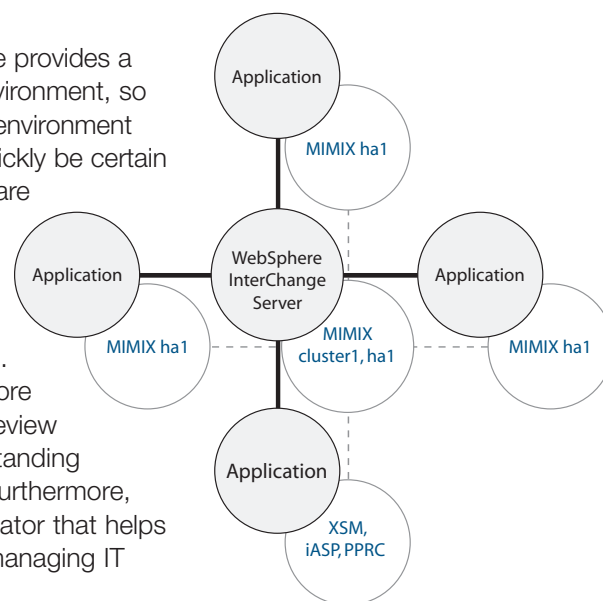 e provides a
vironment, so
environment
ickly be certain
are
.
ore
eview
tanding
urthermore,
ator that helps
nanaging IT
Application
MIMIX ha1
WebSphere
InterChange
Server
Application
MIMIX ha1
Application
MIMIX ha1
MIMIX
cluster1, ha1
Application
XSM,
iASP, PPRC